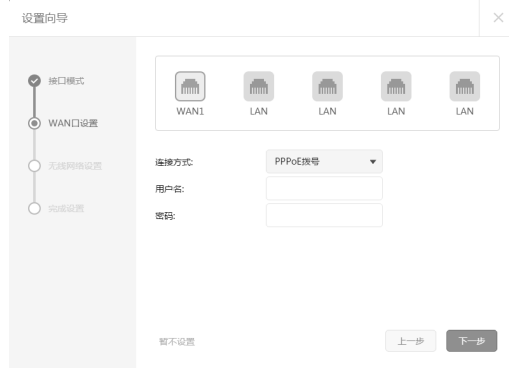 设置向导
接口模式
WAN口设置
无线网络设置
完成设置
WAN1 LAN LAN LAN LAN
连接方式: PPPoE拨号
用户名:
密码:
暂不设置 上一步 下一步